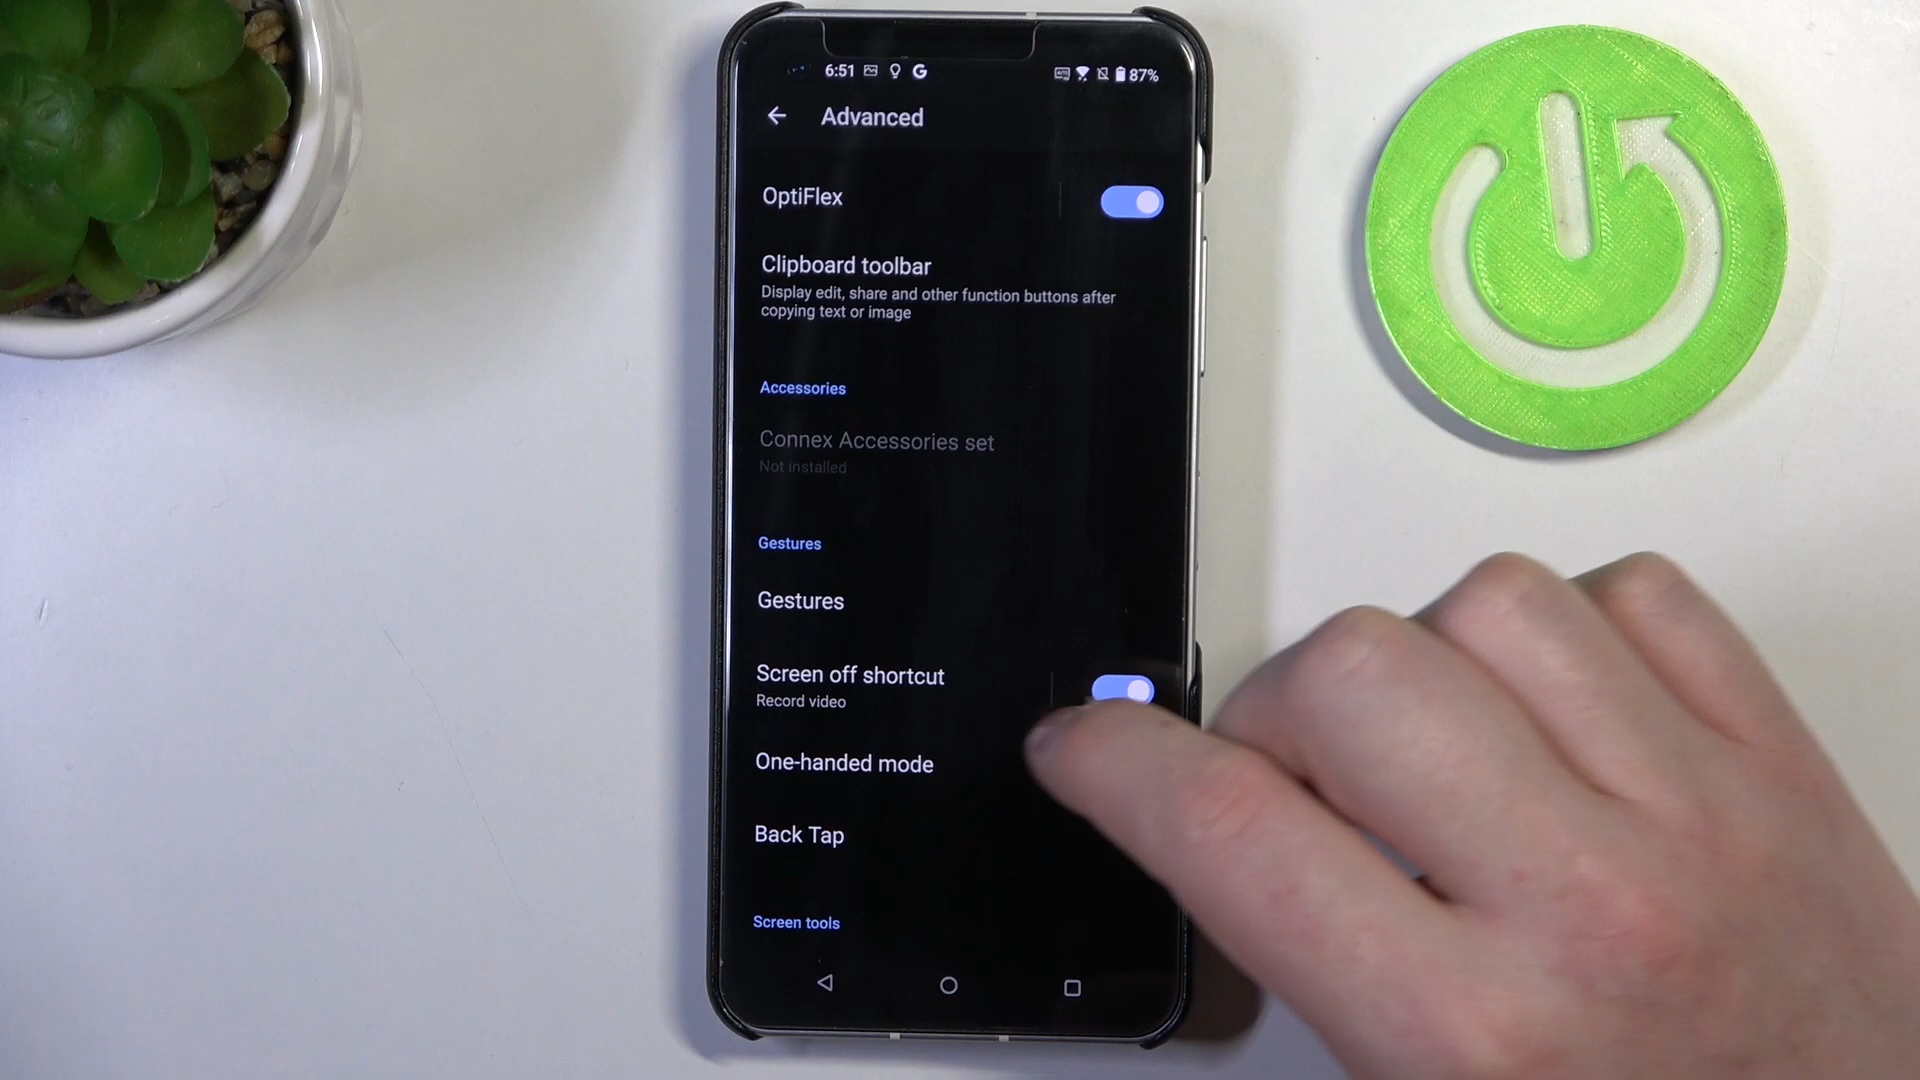 6:51
87%
Advanced
OptiFlex
Clipboard toolbar
Display edit, share and other function buttons after
copying text or image
Accessories
Connex Accessories set
Not installed
Gestures
Gestures
Screen off shortcut
Record video
One-handed mode
Back Tap
Screen tools